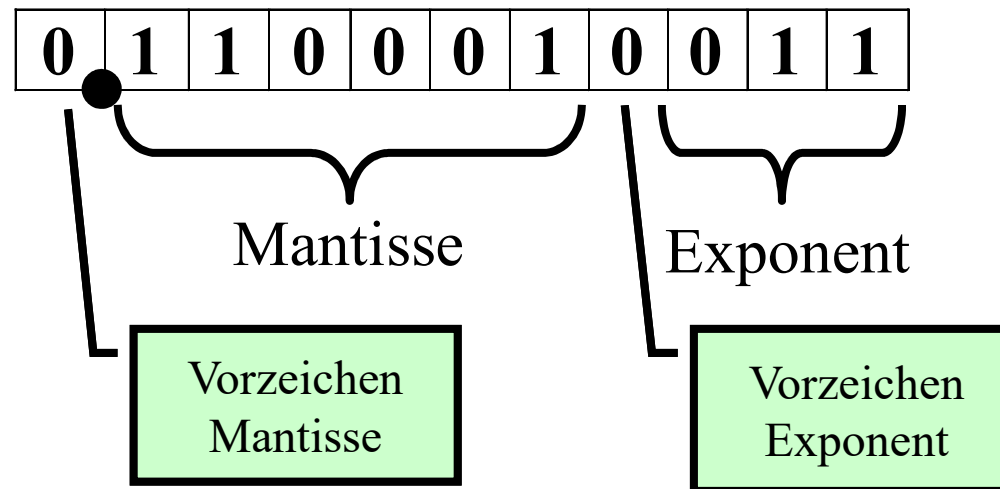 0 1 1 0 0 0 1 0 0 1 1
Mantisse Exponent
Vorzeichen
Mantisse
Vorzeichen
Exponent